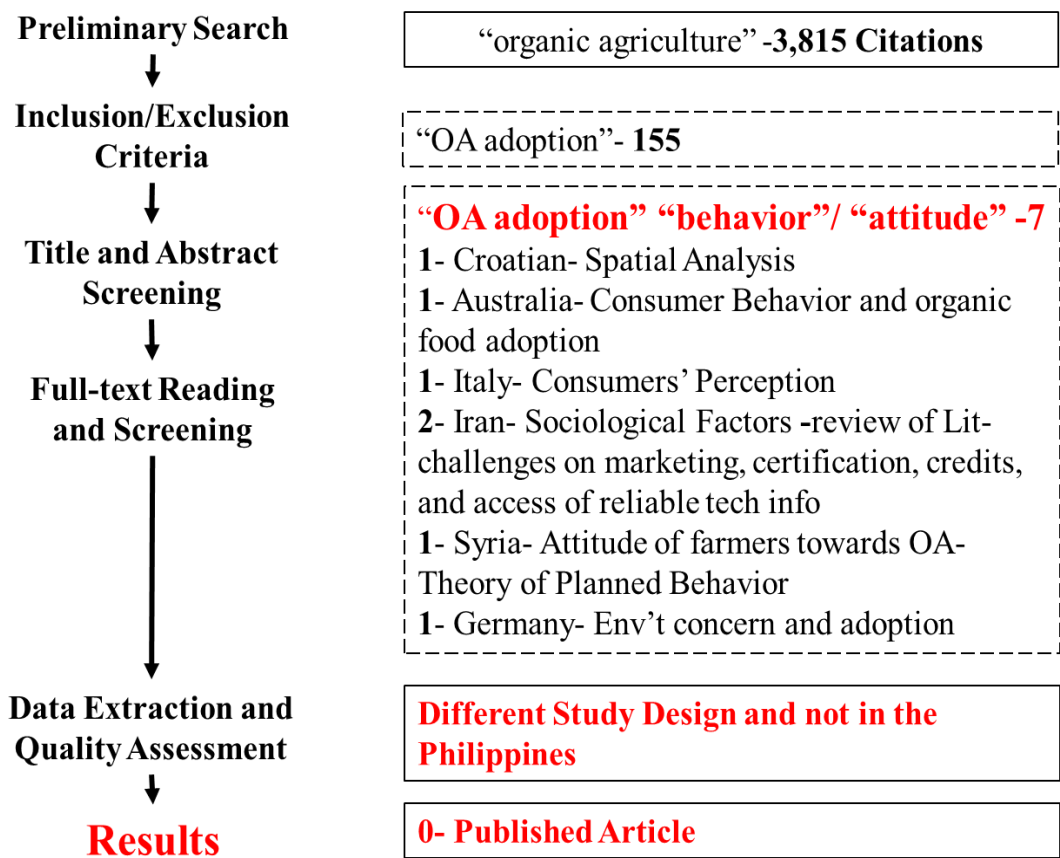 Preliminary Search
“organic agriculture” -3,815 Citations
Inclusion/Exclusion
Criteria
“OA adoption”- 155
Title and Abstract
Screening
Full-text Reading
and Screening
“OA adoption” “behavior”/ “attitude” -7
1- Croatian- Spatial Analysis
1- Australia- Consumer Behavior and organic
food adoption
1- Italy- Consumers’ Perception
2- Iran- Sociological Factors -review of Lit-
challenges on marketing, certification, credits,
and access of reliable tech info
1- Syria- Attitude of farmers towards OA-
Theory of Planned Behavior
1- Germany- Env’t concern and adoption
Data Extraction and
Quality Assessment
Different Study Design and not in the
Philippines
Results
0- Published Article